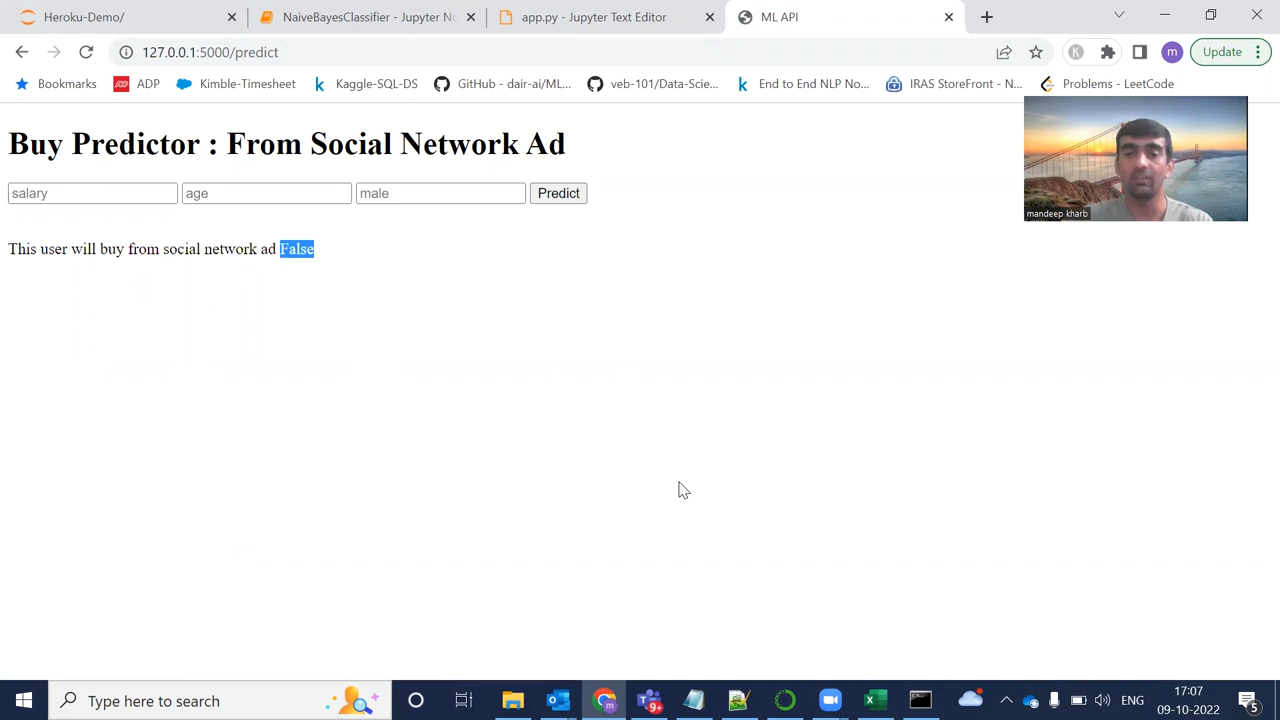 Heroku-Demo/
NaiveBayesClassifier - Jupyter No
app.py - Jupyter Text Editor
ML API
127.0.0.1:5000/predict
K
m
Update
Bookmarks
ADP
Kimble-Timesheet
Kaggle-SQL-DS
GitHub - dair-ai/ML...
veb-101/Data-Scie...
End to End NLP No...
IRAS StoreFront - N...
Problems - LeetCode
Buy Predictor : From Social Network Ad
salary
age
male
Predict
mandeep kharb
This user will buy from social network ad False
Type here to search
ENG
17:07
09-10-2022
5